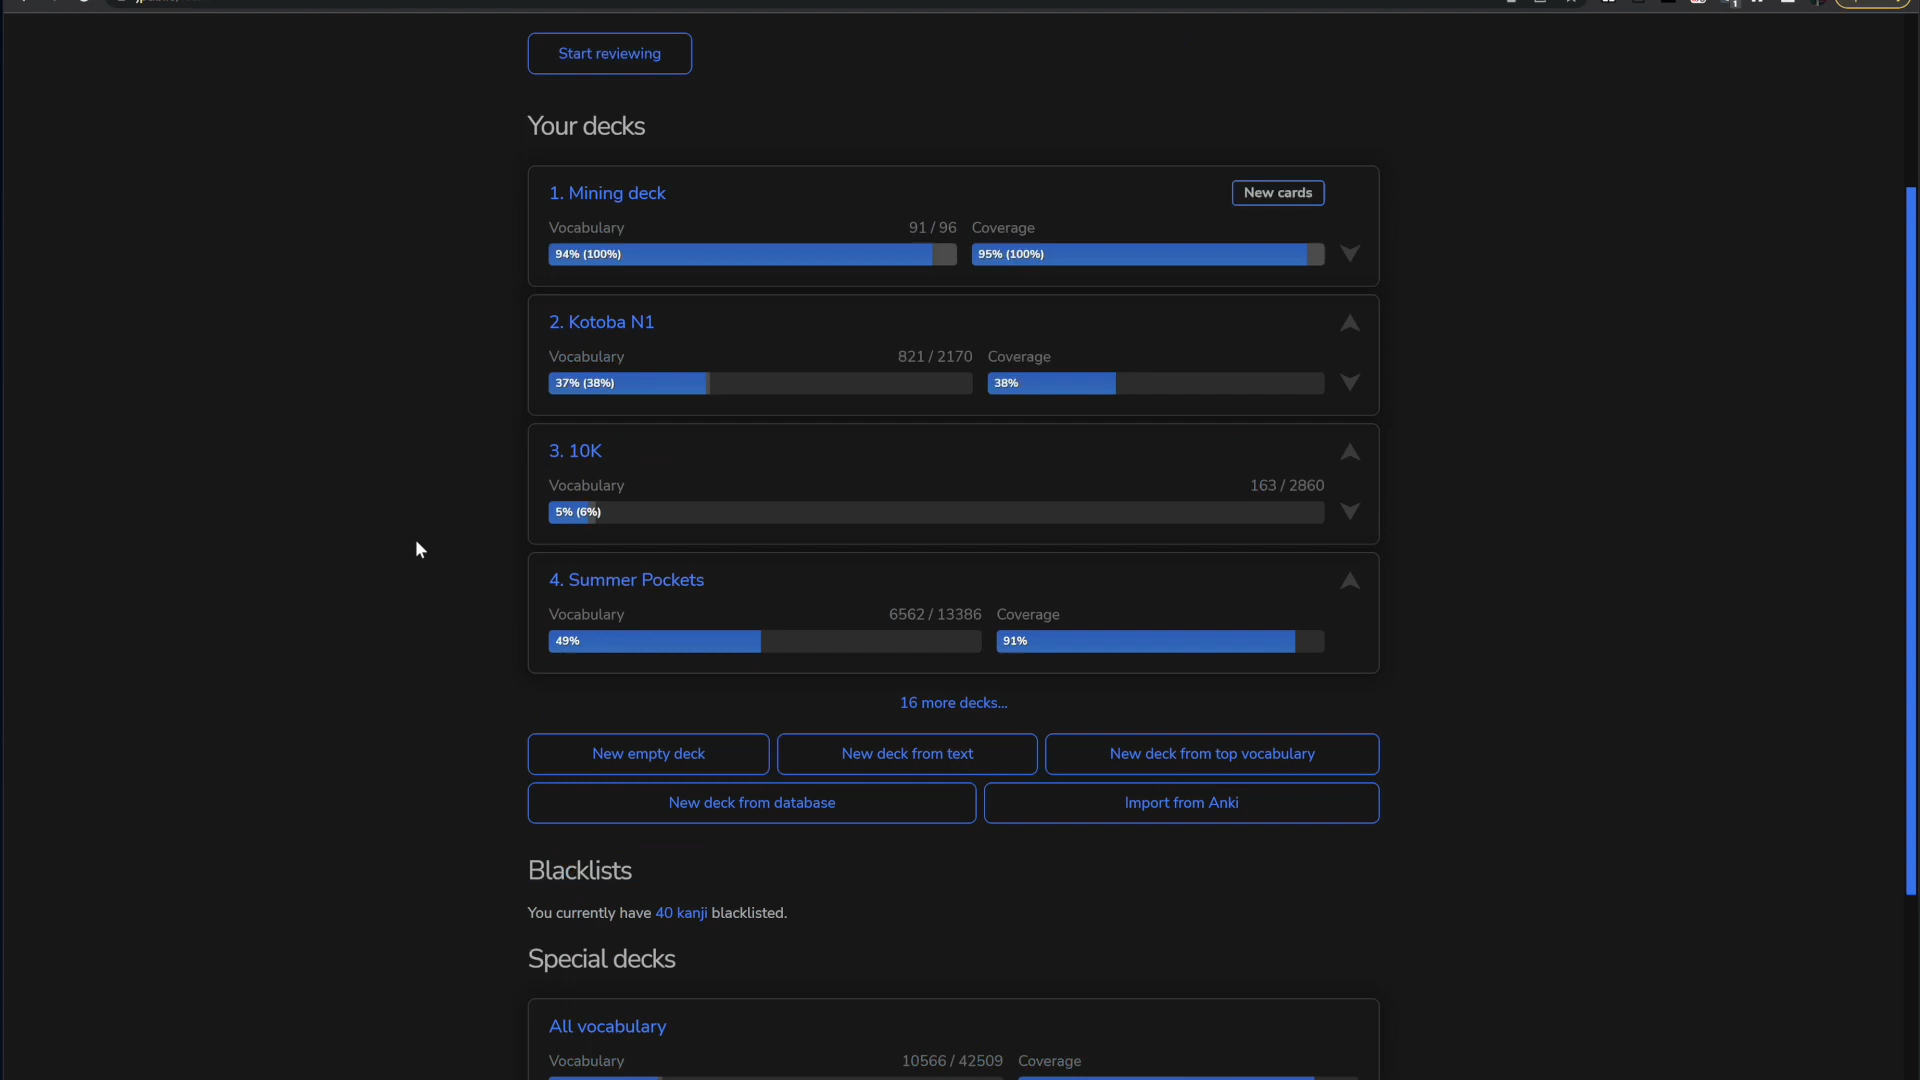 Start reviewing
Your decks
1. Mining deck
New cards
Vocabulary 91 / 96 Coverage
94% (100%) 95% (100%)
2. Kotoba N1
Vocabulary 821 / 2170 Coverage
37% (38%) 38%
3. 10K
Vocabulary 163 / 2860
5% (6%)
4. Summer Pockets
Vocabulary 6562 / 13386 Coverage
49% 91%
16 more decks...
New empty deck New deck from text New deck from top vocabulary
New deck from database Import from Anki
Blacklists
You currently have 40 kanji blacklisted.
Special decks
All vocabulary
Vocabulary 10566 / 42509 Coverage